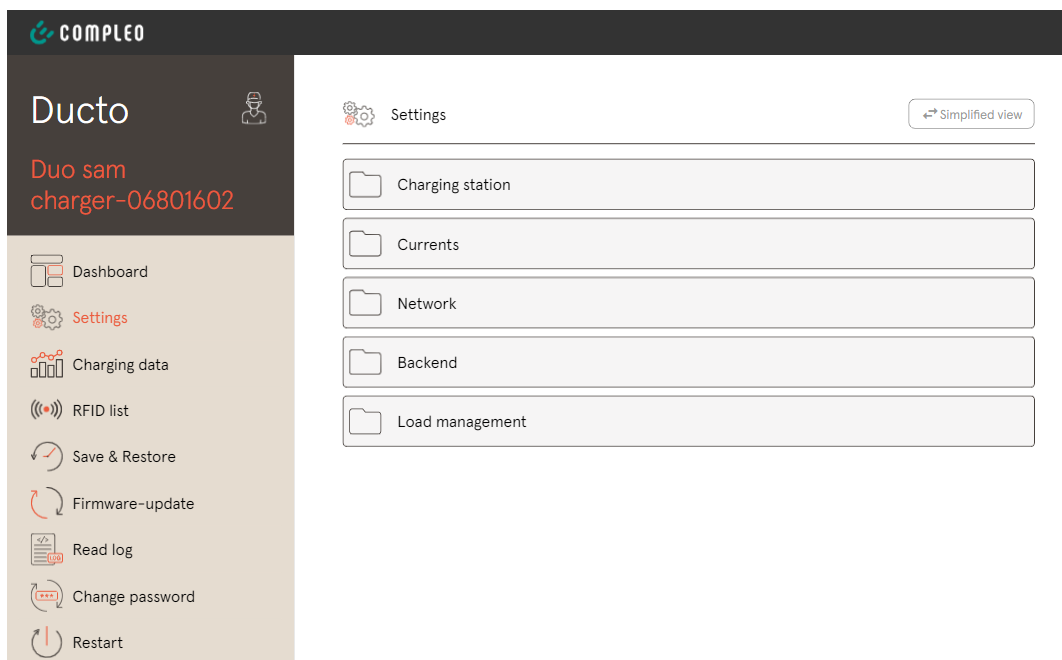 COMPLEO
Ducto
Duo sam
charger-06801602
Dashboard
Settings
Charging data
RFID list
Save & Restore
Firmware-update
</>
LOG
Read log
***
Change password
Restart
Settings
Simplified view
Charging station
Currents
Network
Backend
Load management